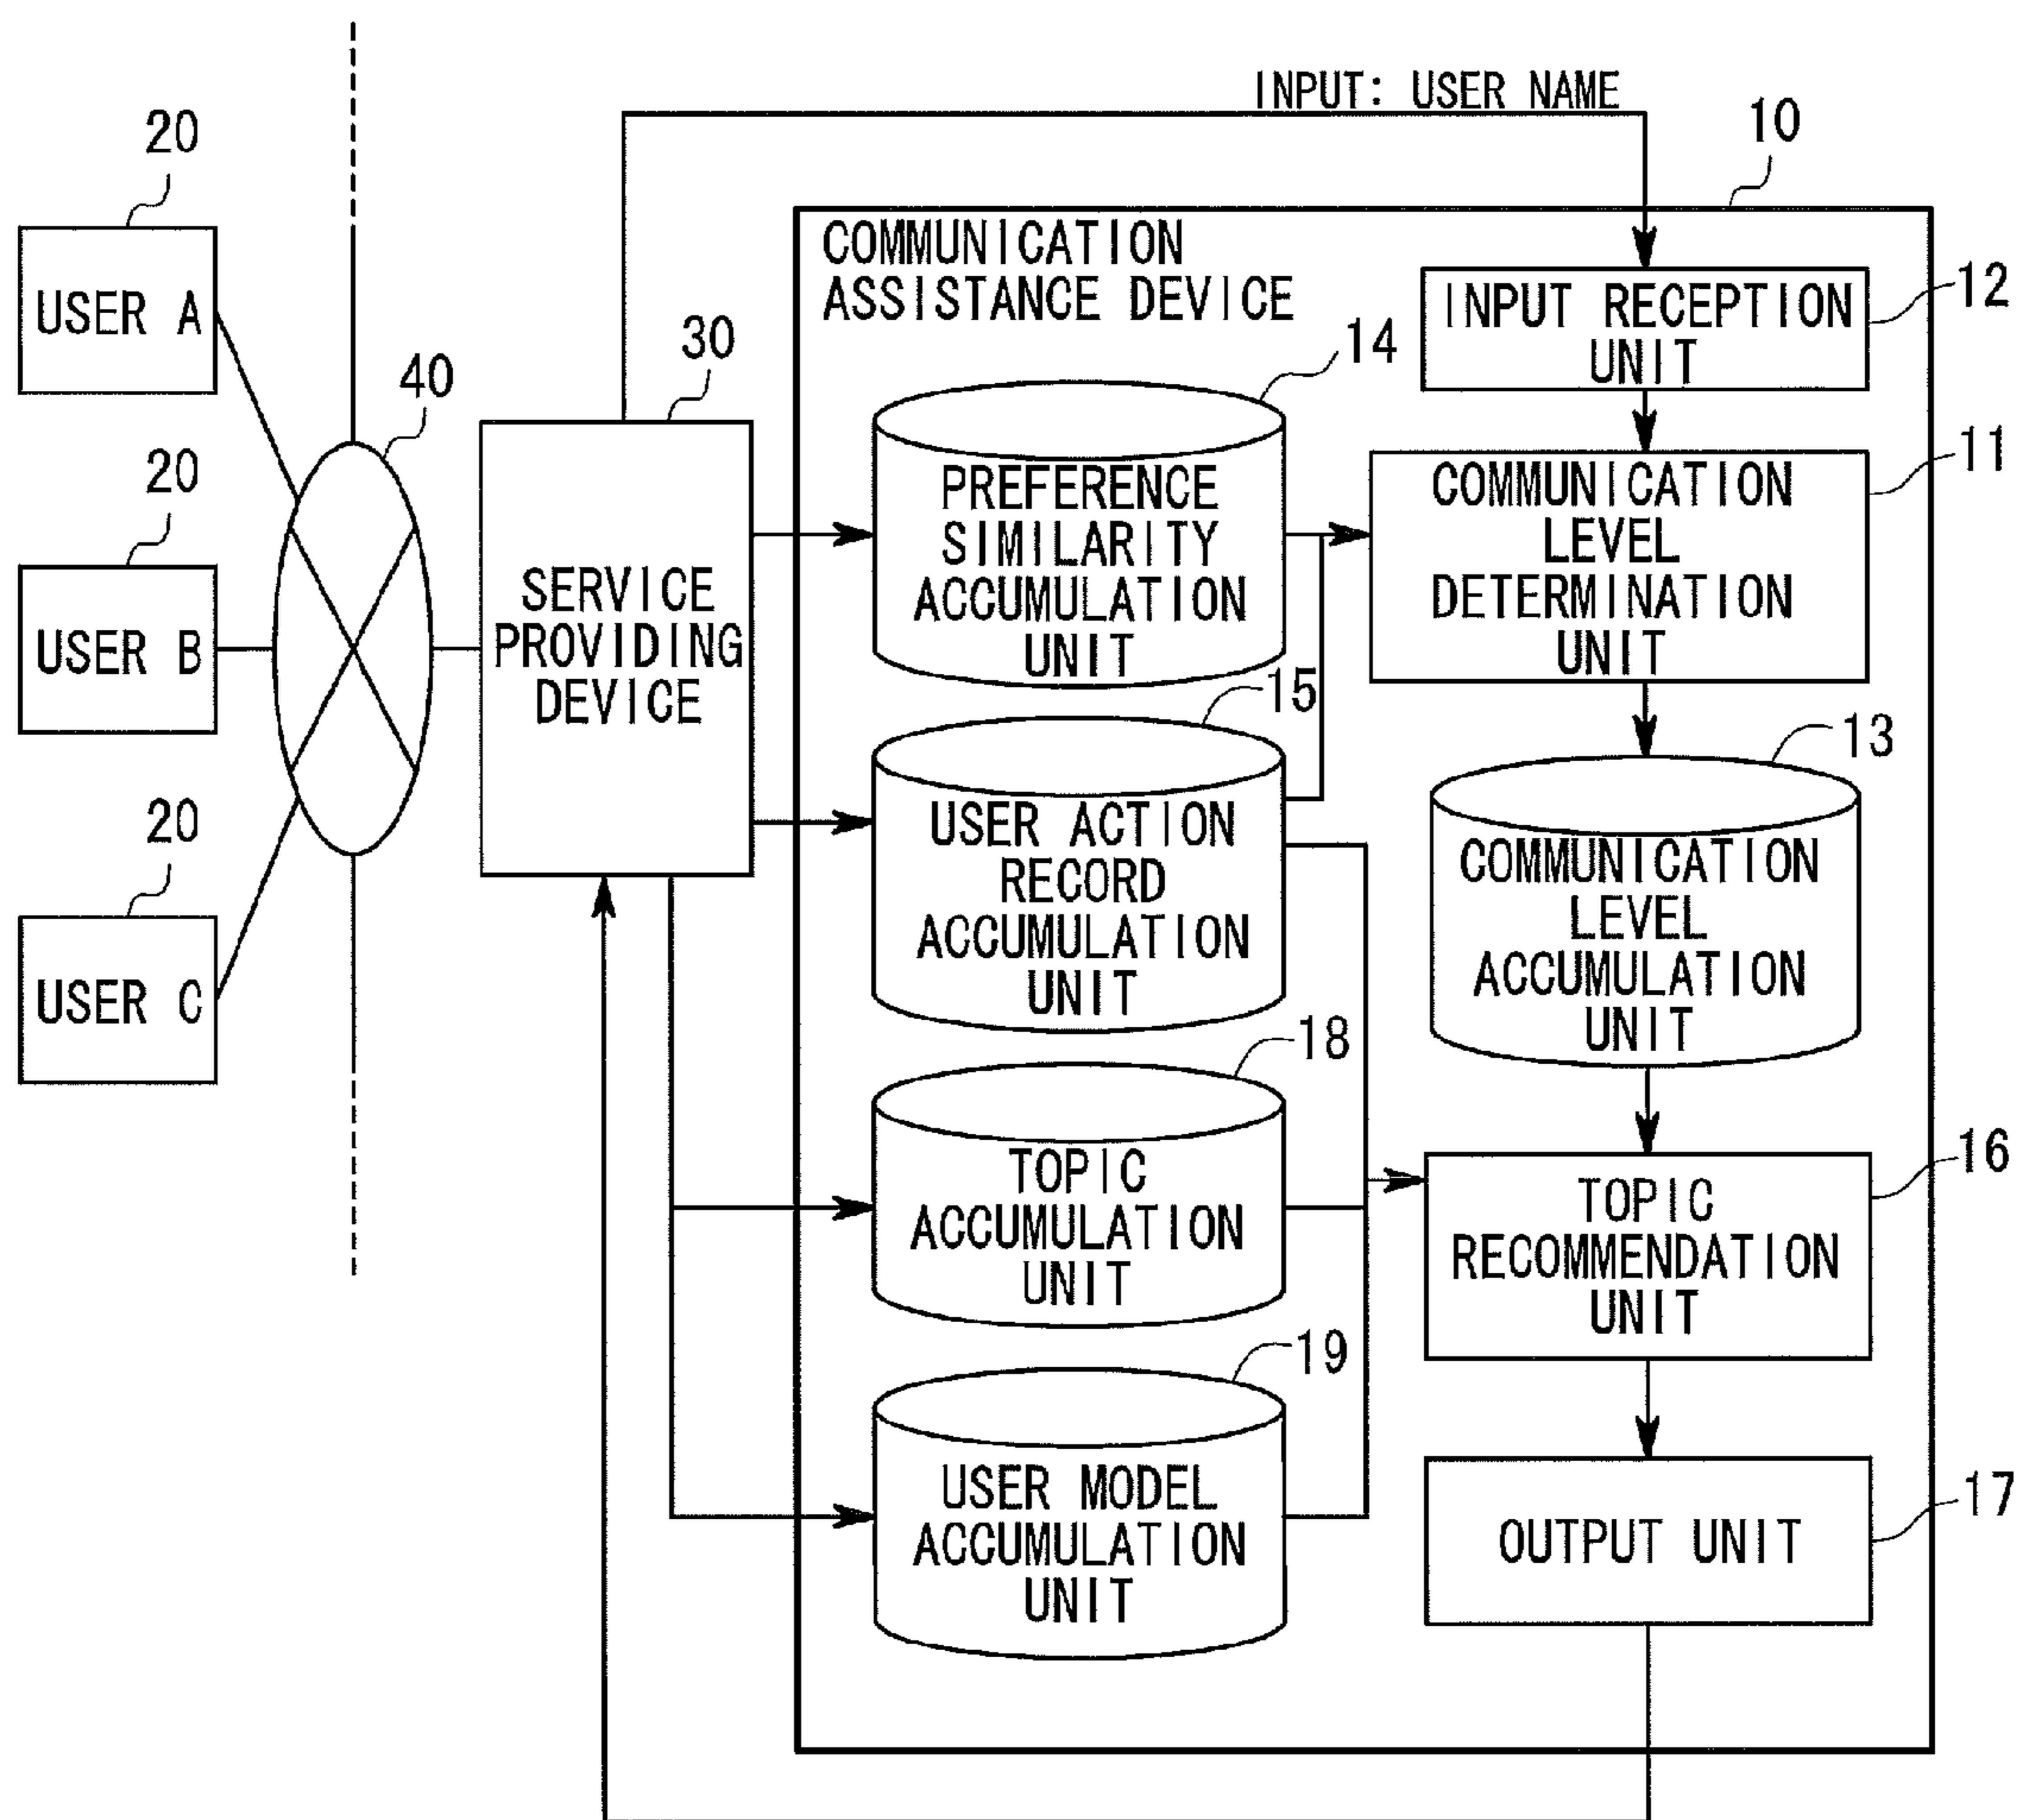 INPUT: USER NAME
10
20
USER A
20
USER B
20
USER C
40
30
SERVICE
PROVIDING
DEVICE
COMMUNICATION
ASSISTANCE DEVICE
14
PREFERENCE
SIMILARITY
ACCUMULATION
UNIT
15
USER ACTION
RECORD
ACCUMULATION
UNIT
18
TOPIC
ACCUMULATION
UNIT
19
USER MODEL
ACCUMULATION
UNIT
12
INPUT RECEPTION
UNIT
11
COMMUNICATION
LEVEL
DETERMINATION
UNIT
13
COMMUNICATION
LEVEL
ACCUMULATION
UNIT
16
TOPIC
RECOMMENDATION
UNIT
17
OUTPUT UNIT